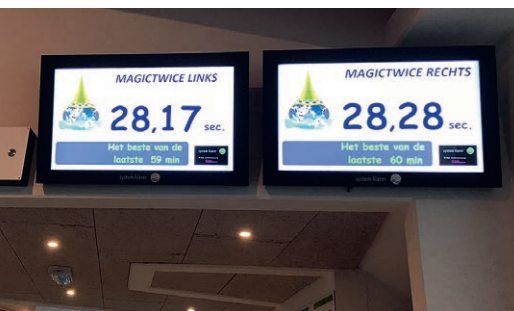 MAGICTWICE LINKS
28,17 sec.
Het beste van de
laatste 59 min
MAGICTWICE RECHTS
28,28 sec.
Het beste van de
laatste 60 min